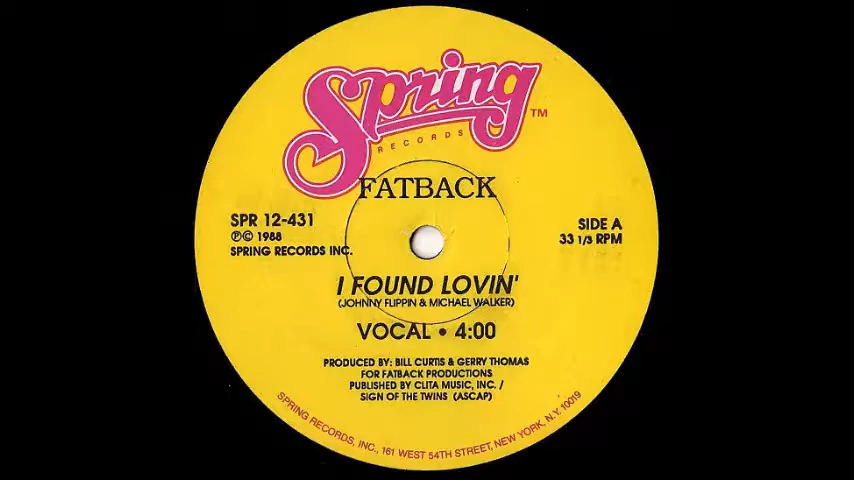 Spring™
RECORDS
FATBACK
SPR 12-431
℗© 1988
SPRING RECORDS INC.
SIDE A
33 1/3 RPM
I FOUND LOVIN'
(JOHNNY FLIPPIN & MICHAEL WALKER)
VOCAL • 4:00
PRODUCED BY: BILL CURTIS & GERRY THOMAS
FOR FATBACK PRODUCTIONS
PUBLISHED BY CLITA MUSIC, INC. /
SIGN OF THE TWINS (ASCAP)
SPRING RECORDS, INC., 161 WEST 54TH STREET, NEW YORK, N.Y. 10019